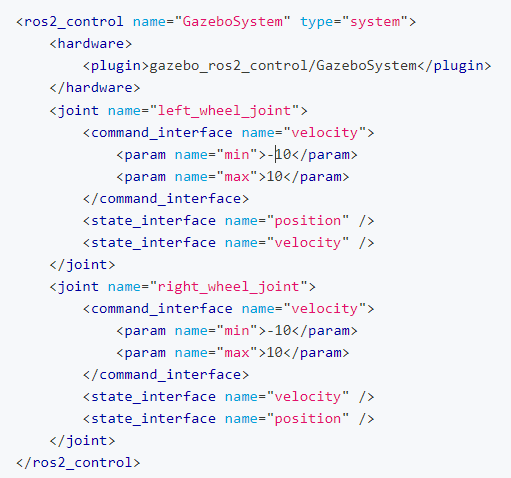 <ros2_control name="GazeboSystem" type="system">
    <hardware>
        <plugin>gazebo_ros2_control/GazeboSystem</plugin>
    </hardware>
    <joint name="left_wheel_joint">
        <command_interface name="velocity">
            <param name="min">-10</param>
            <param name="max">10</param>
        </command_interface>
        <state_interface name="position" />
        <state_interface name="velocity" />
    </joint>
    <joint name="right_wheel_joint">
        <command_interface name="velocity">
            <param name="min">-10</param>
            <param name="max">10</param>
        </command_interface>
        <state_interface name="velocity" />
        <state_interface name="position" />
    </joint>
</ros2_control>